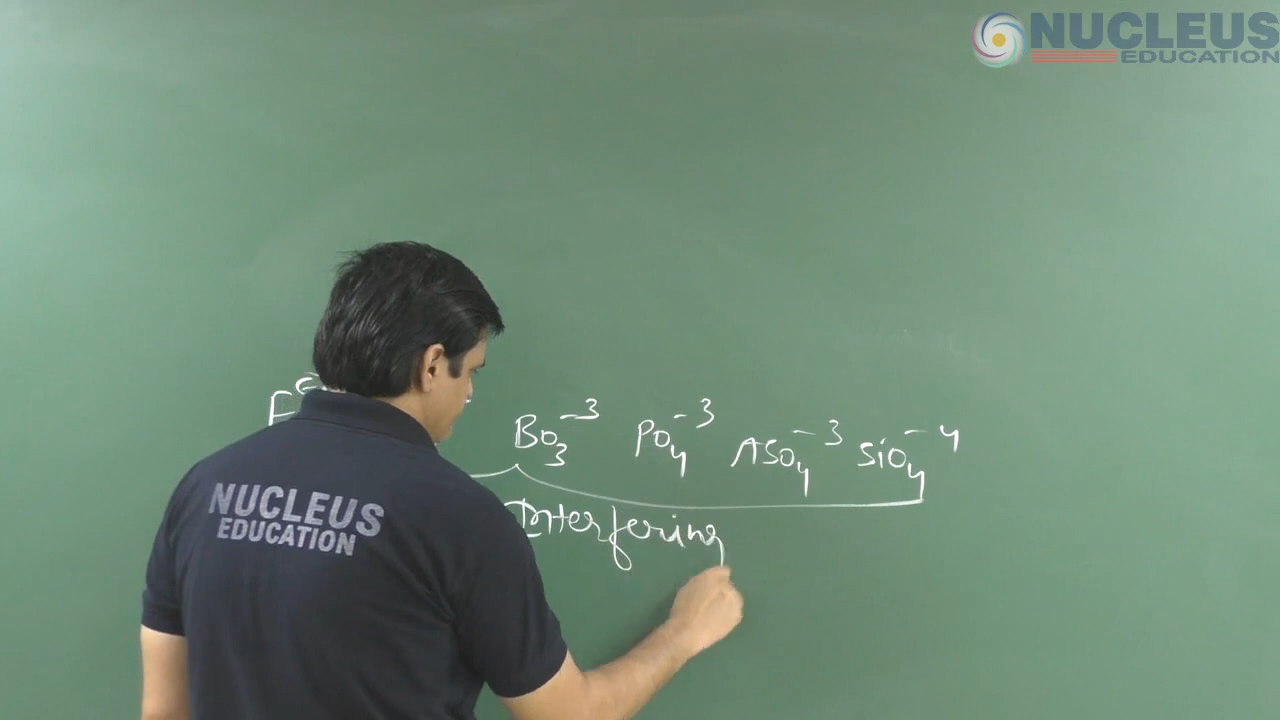 NUCLEUS
EDUCATION
F⊖
Bo₃⁻³ Po₄⁻³ Aso₄⁻³ Sio₄⁻⁴
Interfering
NUCLEUS
EDUCATION